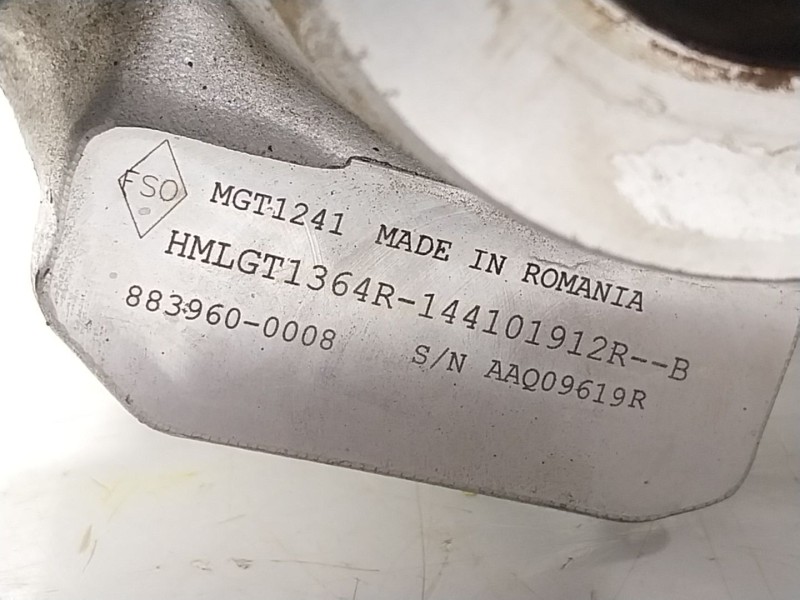 FSO
MGT1241 MADE IN ROMANIA
HMLGT1364R-144101912R--B
883960-0008 S/N AAQ09619R